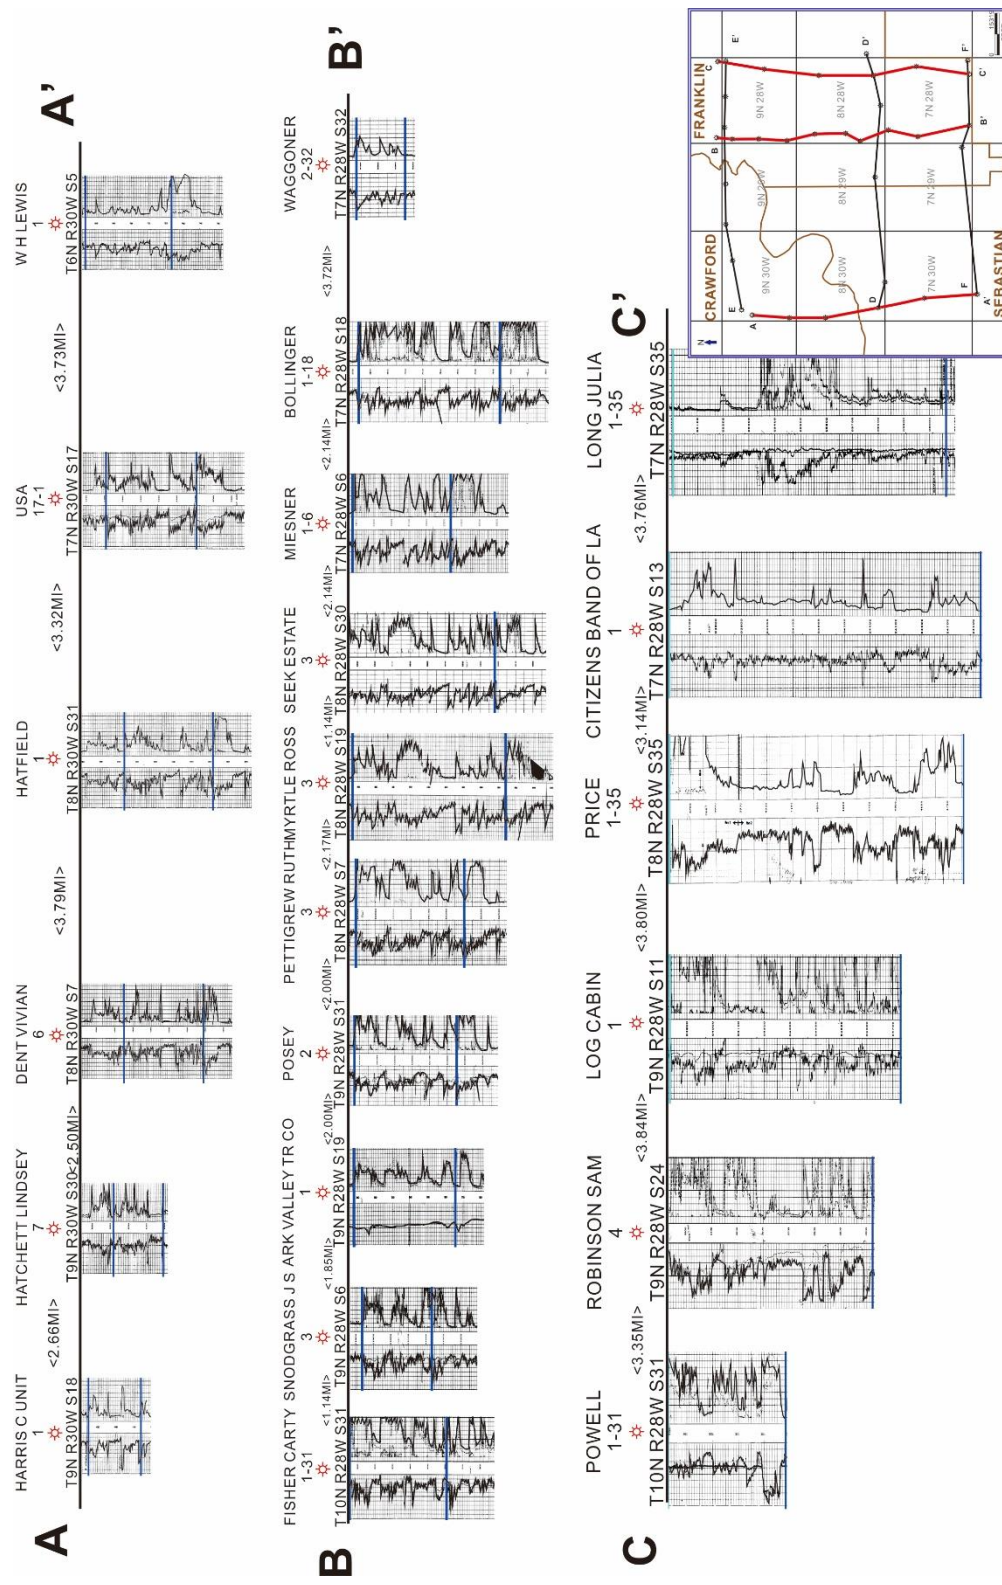 A
A'
HARRIS C UNIT
1
T9N R30W S18
<2.66MI>
HATCHETT LINDSEY
7
T9N R30W S30
<2.50MI>
DENT VIVIAN
6
T8N R30W S7
<3.79MI>
HATFIELD
1
T8N R30W S31
<3.32MI>
USA
17-1
T7N R30W S17
<3.73MI>
W H LEWIS
1
T6N R30W S5
B
B'
FISHER CARTY
1-31
T10N R28W S31
<1.14MI>
SNODGRASS J S
3
T9N R28W S6
<1.85MI>
ARK VALLEY TR CO
1
T9N R28W S19
<2.00MI>
POSEY
2
T9N R28W S31
<2.00MI>
PETTIGREW RUTH
3
T8N R28W S7
<2.17MI>
MYRTLE ROSS
3
T8N R28W S19
<1.14MI>
SEEK ESTATE
3
T8N R28W S30
<2.14MI>
MIESNER
1-6
T7N R28W S6
<2.14MI>
BOLLINGER
1-18
T7N R28W S18
<3.72MI>
WAGGONER
2-32
T7N R28W S32
C
C'
POWELL
1-31
T10N R28W S31
<3.35MI>
ROBINSON SAM
4
T9N R28W S24
<3.84MI>
LOG CABIN
1
T9N R28W S11
<3.80MI>
PRICE
1-35
T8N R28W S35
<3.14MI>
CITIZENS BAND OF LA
1
T7N R28W S13
<3.76MI>
LONG JULIA
1-35
T7N R28W S35
N
CRAWFORD
FRANKLIN
SEBASTIAN
E
A
B
C
E'
9N 30W
9N 29W
9N 28W
8N 30W
8N 29W
8N 28W
D
D'
7N 30W
7N 29W
7N 28W
F
A'
B'
C'
F'